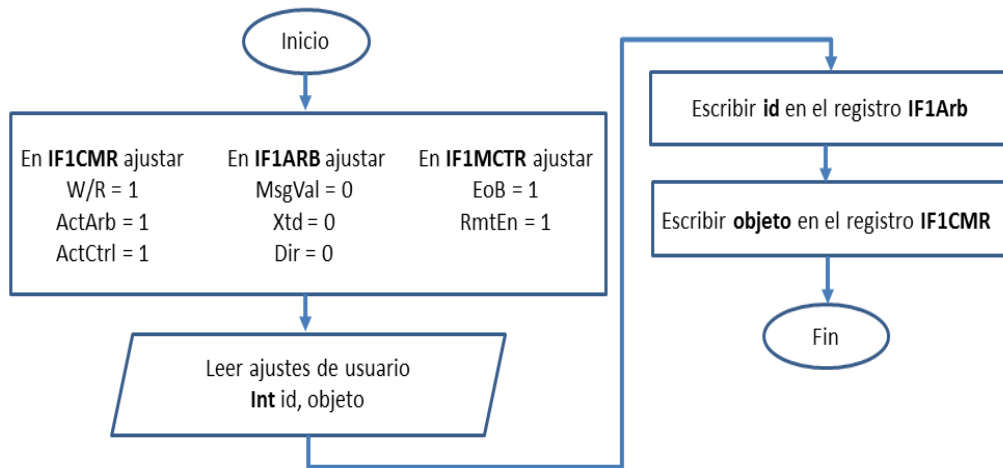 Inicio
En IF1CMR ajustar
W/R = 1
ActArb = 1
ActCtrl = 1
En IF1ARB ajustar
MsgVal = 0
Xtd = 0
Dir = 0
En IF1MCTR ajustar
EoB = 1
RmtEn = 1
Leer ajustes de usuario
Int id, objeto
Escribir id en el registro IF1Arb
Escribir objeto en el registro IF1CMR
Fin